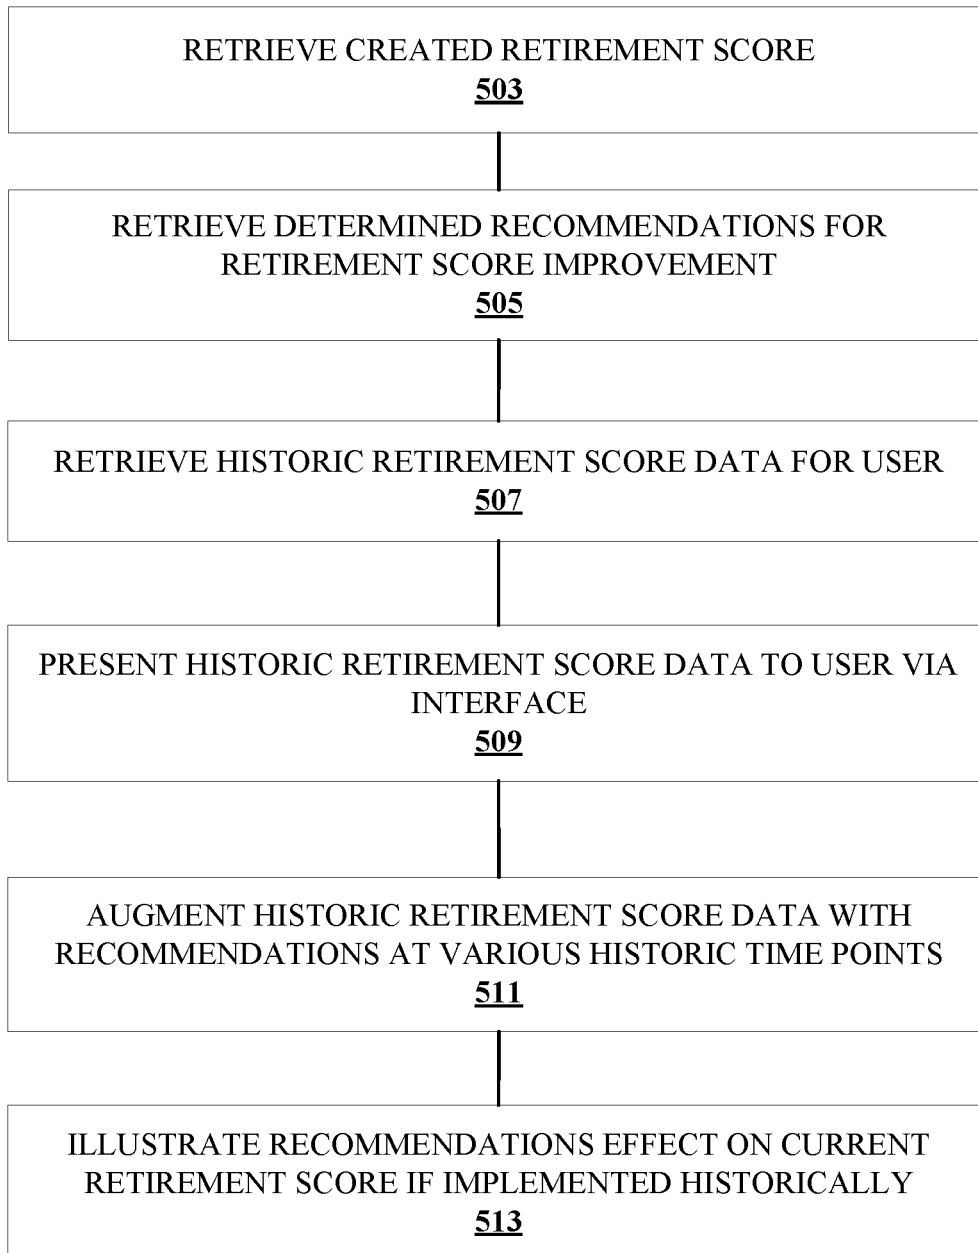 RETRIEVE CREATED RETIREMENT SCORE
503
RETRIEVE DETERMINED RECOMMENDATIONS FOR
RETIREMENT SCORE IMPROVEMENT
505
RETRIEVE HISTORIC RETIREMENT SCORE DATA FOR USER
507
PRESENT HISTORIC RETIREMENT SCORE DATA TO USER VIA
INTERFACE
509
AUGMENT HISTORIC RETIREMENT SCORE DATA WITH
RECOMMENDATIONS AT VARIOUS HISTORIC TIME POINTS
511
ILLUSTRATE RECOMMENDATIONS EFFECT ON CURRENT
RETIREMENT SCORE IF IMPLEMENTED HISTORICALLY
513